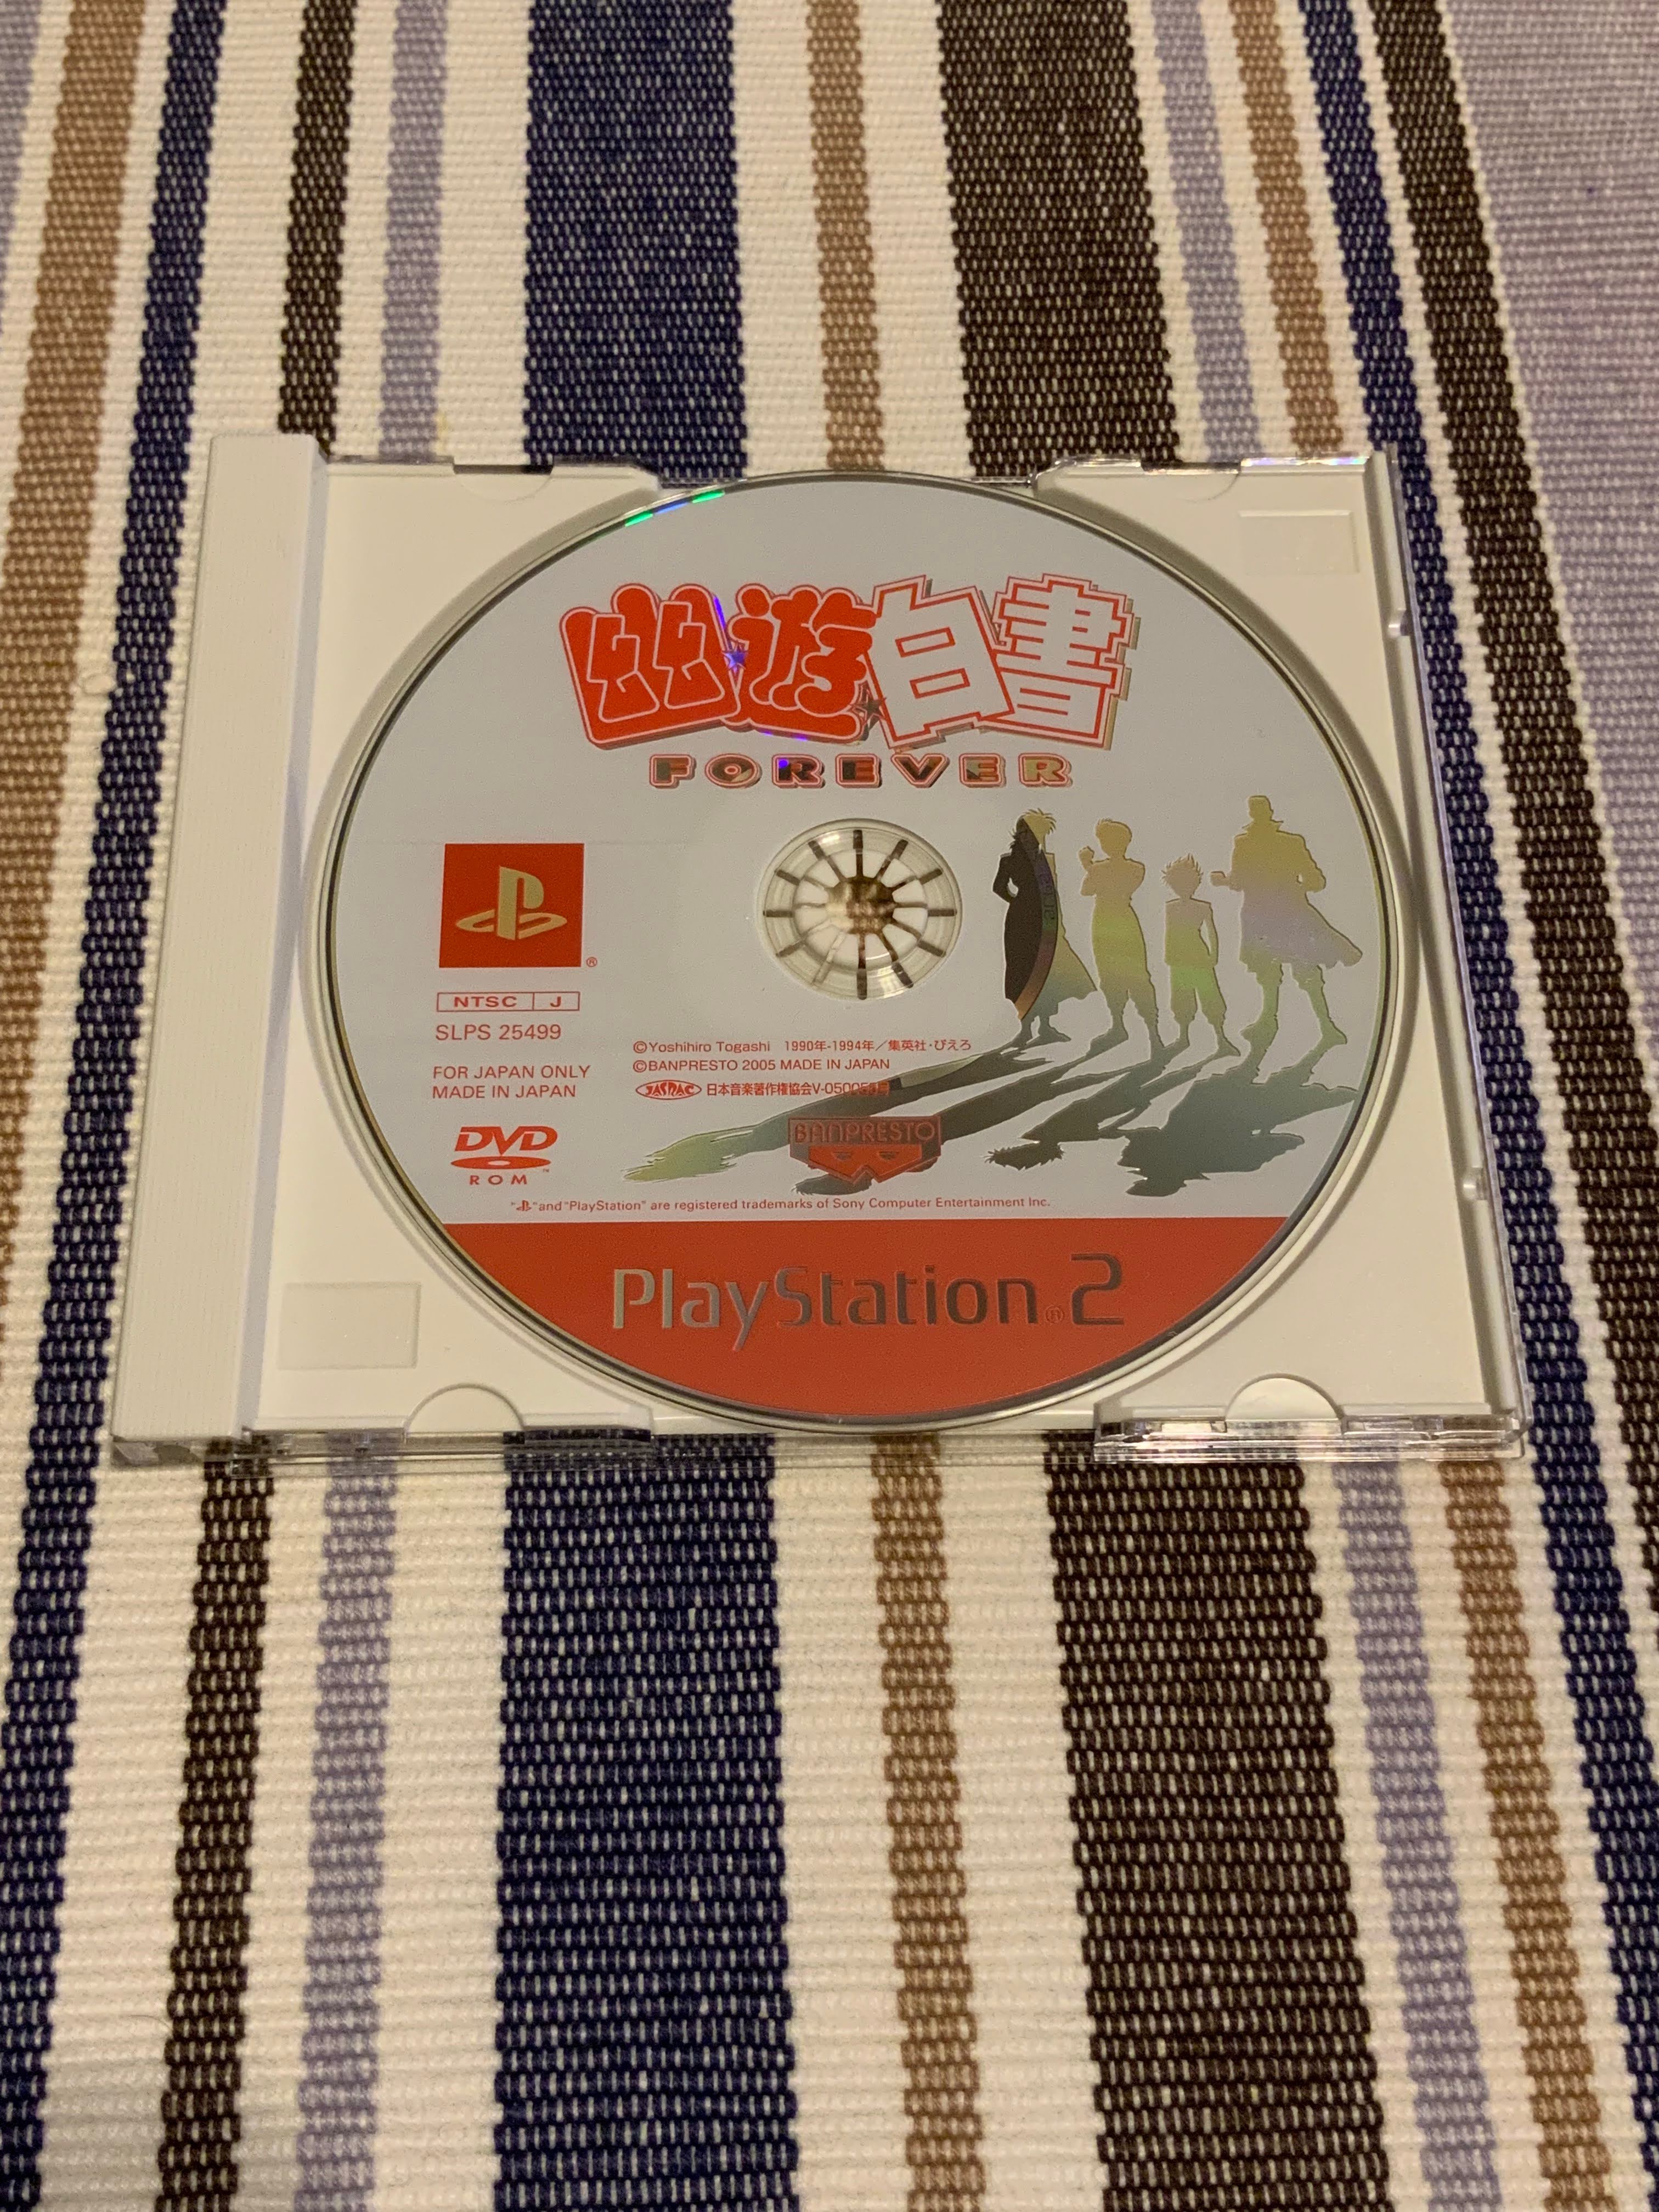 幽★遊★白書
FOREVER
®
NTSC J
SLPS 25499
FOR JAPAN ONLY
MADE IN JAPAN
DVD
ROM™
©Yoshihiro Togashi 1990年-1994年／集英社・ぴえろ
©BANPRESTO 2005 MADE IN JAPAN
JASRAC 日本音楽著作権協会
BANPRESTO
" "and "PlayStation" are registered trademarks of Sony Computer Entertainment Inc.
PlayStation®2